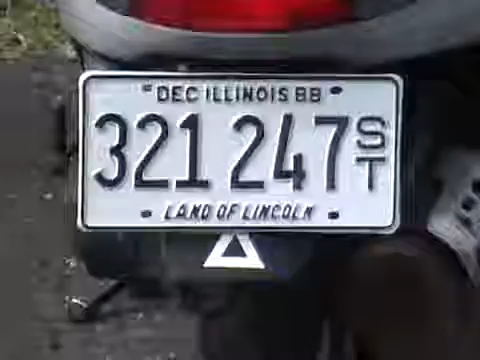 DEC ILLINOIS 88
321 247 ST
LAND OF LINCOLN